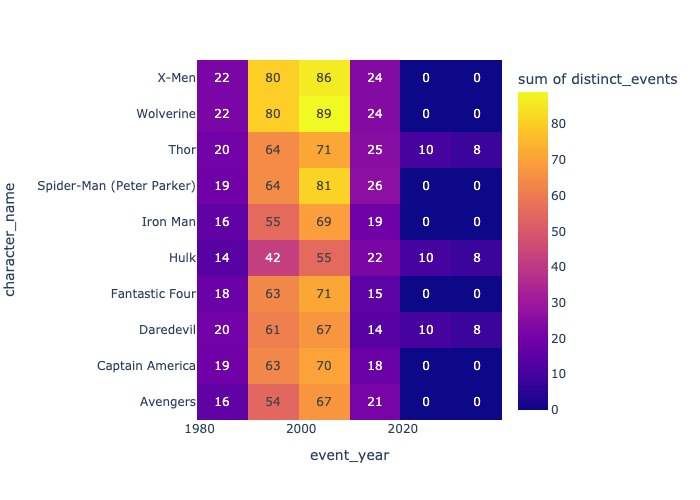 X-Men 22 80 86 24 0 0
Wolverine 22 80 89 24 0 0
Thor 20 64 71 25 10 8
Spider-Man (Peter Parker) 19 64 81 26 0 0
Iron Man 16 55 69 19 0 0
Hulk 14 42 55 22 10 8
Fantastic Four 18 63 71 15 0 0
Daredevil 20 61 67 14 10 8
Captain America 19 63 70 18 0 0
Avengers 16 54 67 21 0 0
1980 2000 2020
event_year
character_name
sum of distinct_events
80
70
60
50
40
30
20
10
0